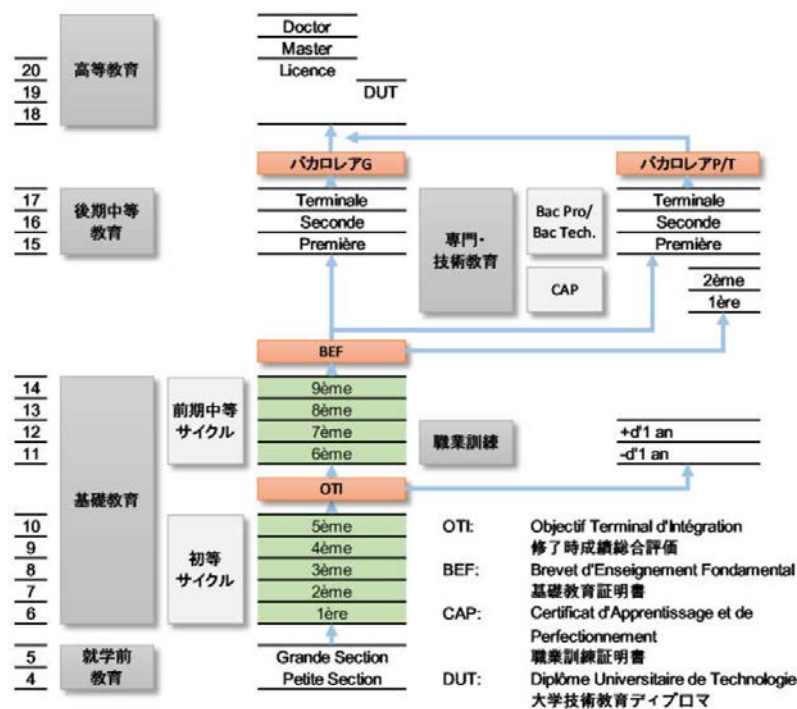 Doctor
Master
20
高等教育
Licence
19
DUT
18
バカロレアG
バカロレアP/T
17
Terminale
Bac Pro/
Terminale
16
後期中等
Seconde
Bac Tech.
Seconde
15
教育
Première
専門・
Première
技術教育
CAP
2ème
1ère
BEF
14
9ème
13
前期中等
8ème
12
サイクル
7ème
職業訓練
+d'1 an
11
6ème
-d'1 an
基礎教育
OTI
10
5ème
9
初等
4ème
8
サイクル
3ème
7
2ème
6
1ère
5
就学前
Grande Section
4
教育
Petite Section
OTI: Objectif Terminal d'Intégration
修了時成績総合評価
BEF: Brevet d'Enseignement Fondamental
基礎教育証明書
CAP: Certificat d'Apprentissage et de
Perfectionnement
職業訓練証明書
DUT: Diplôme Universitaire de Technologie
大学技術教育ディプロマ